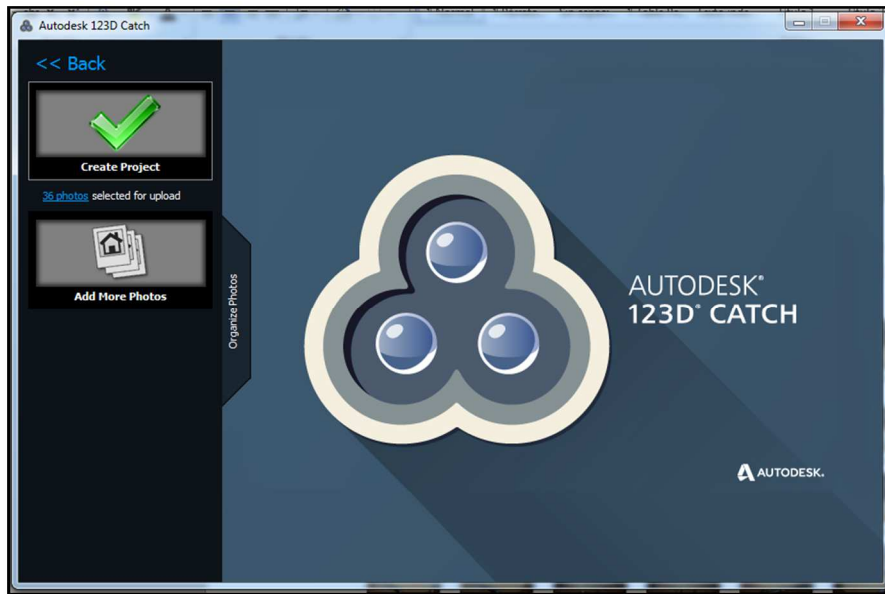 Autodesk 123D Catch
<< Back
Create Project
36 photos selected for upload
Add More Photos
Organize Photos
AUTODESK®
123D® CATCH
AUTODESK.